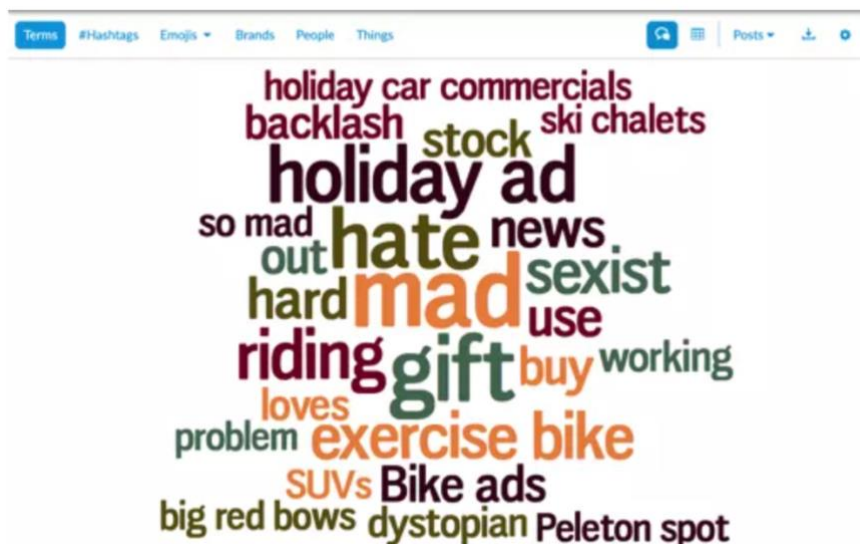 Terms #Hashtags Emojis Brands People Things Posts
holiday car commercials
backlash stock ski chalets
holiday ad
so mad hate news
out sexist
hard mad use
riding gift buy working
loves
problem exercise bike
SUVs Bike ads
big red bows dystopian Peleton spot